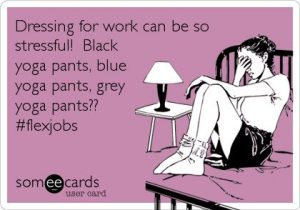 Dressing for work can be so
stressful!  Black
yoga pants, blue
yoga pants, grey
yoga pants??
#flexjobs
someecards
user card